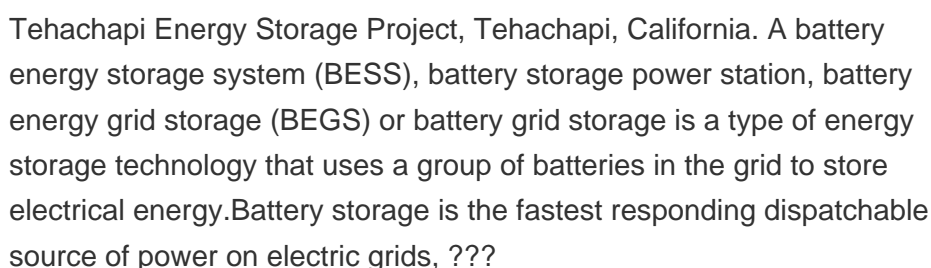 Tehachapi Energy Storage Project, Tehachapi, California. A battery
energy storage system (BESS), battery storage power station, battery
energy grid storage (BEGS) or battery grid storage is a type of energy
storage technology that uses a group of batteries in the grid to store
electrical energy.Battery storage is the fastest responding dispatchable
source of power on electric grids, ???